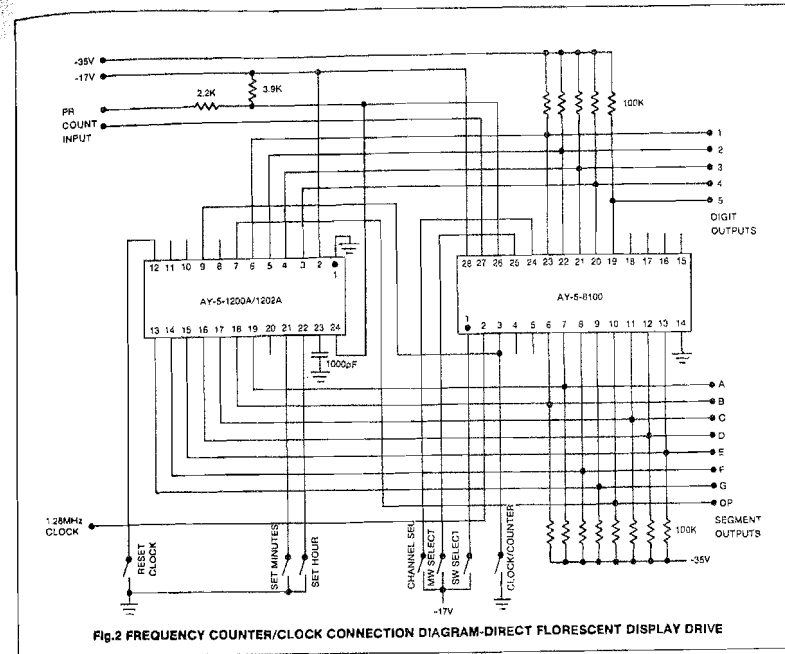 -35V
-17V
2.2K
3.9K
100K
PR
COUNT
INPUT
1
2
3
4
5
DIGIT
OUTPUTS
12 11 10 9 8 7 6 5 4 3 2 1
AY-5-1200A/1202A
13 14 15 16 17 18 19 20 21 22 23 24
1000pF
28 27 26 25 24 23 22 21 20 19 18 17 16 15
AY-5-8100
1 2 3 4 5 6 7 8 9 10 11 12 13 14
A
B
C
D
E
F
G
OP
SEGMENT
OUTPUTS
1.28MHz
CLOCK
RESET
CLOCK
SET MINUTES
SET HOUR
CHANNEL SEL
MW SELECT
SW SELECT
CLOCK/COUNTER
100K
-35V
-17V
Fig.2 FREQUENCY COUNTER/CLOCK CONNECTION DIAGRAM-DIRECT FLORESCENT DISPLAY DRIVE